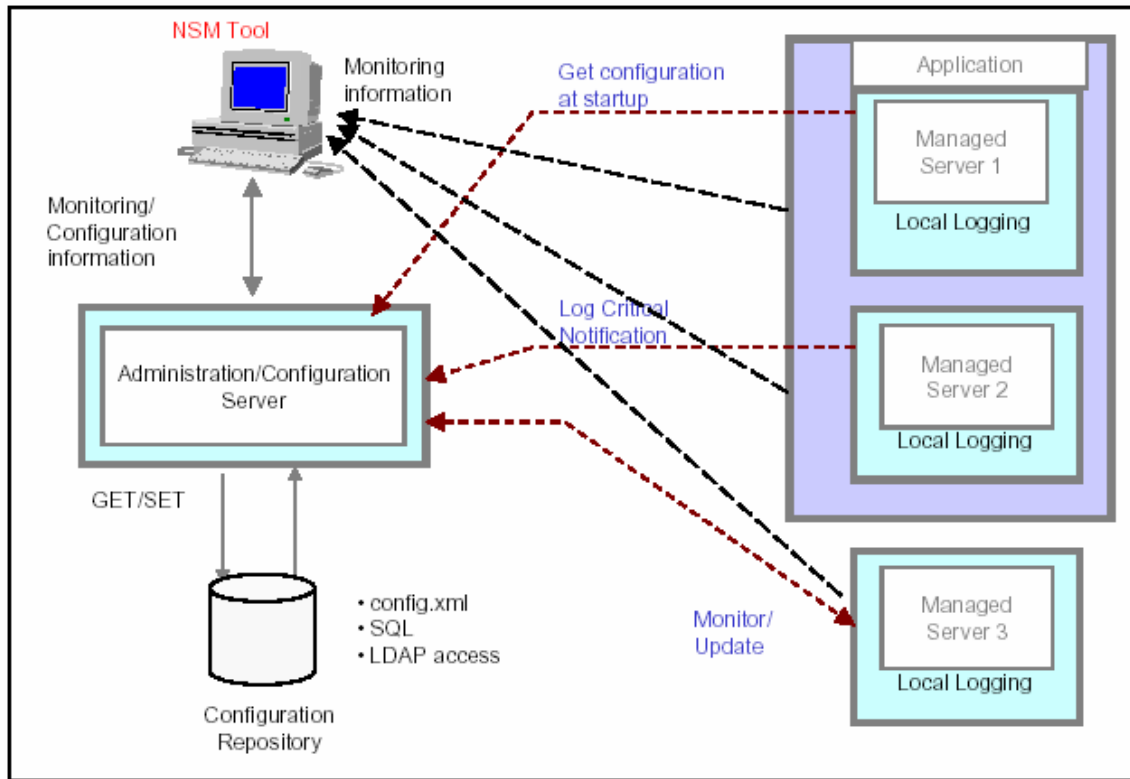 NSM Tool
Monitoring
information
Get configuration
at startup
Application
Managed
Server 1
Local Logging
Monitoring/
Configuration
information
Log Critical
Notification
Administration/Configuration
Server
Managed
Server 2
Local Logging
GET/SET
• config.xml
• SQL
• LDAP access
Configuration
Repository
Monitor/
Update
Managed
Server 3
Local Logging